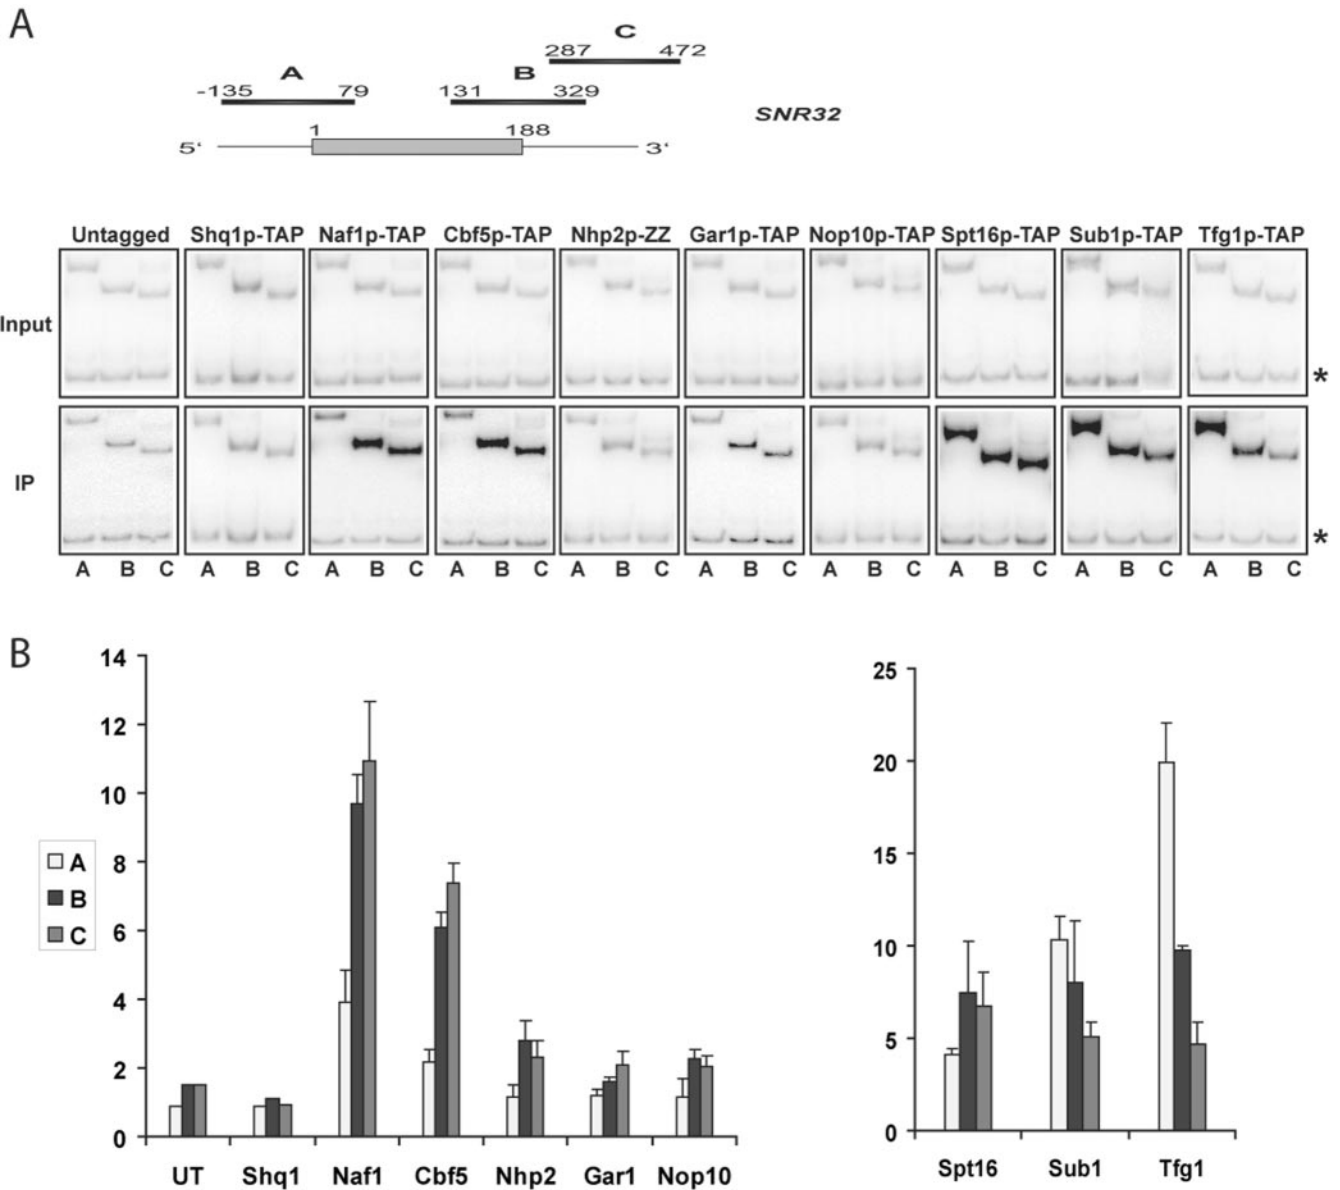 A
C
287 472
A B
-135 79 131 329
SNR32
1 188
5' 3'
Untagged Shq1p-TAP Naf1p-TAP Cbf5p-TAP Nhp2p-ZZ Gar1p-TAP Nop10p-TAP Spt16p-TAP Sub1p-TAP Tfg1p-TAP
Input
*
IP
*
A B C A B C A B C A B C A B C A B C A B C A B C A B C A B C
B
14
12
10
8
6
4
2
0
A
B
C
UT Shq1 Naf1 Cbf5 Nhp2 Gar1 Nop10
25
20
15
10
5
0
Spt16 Sub1 Tfg1